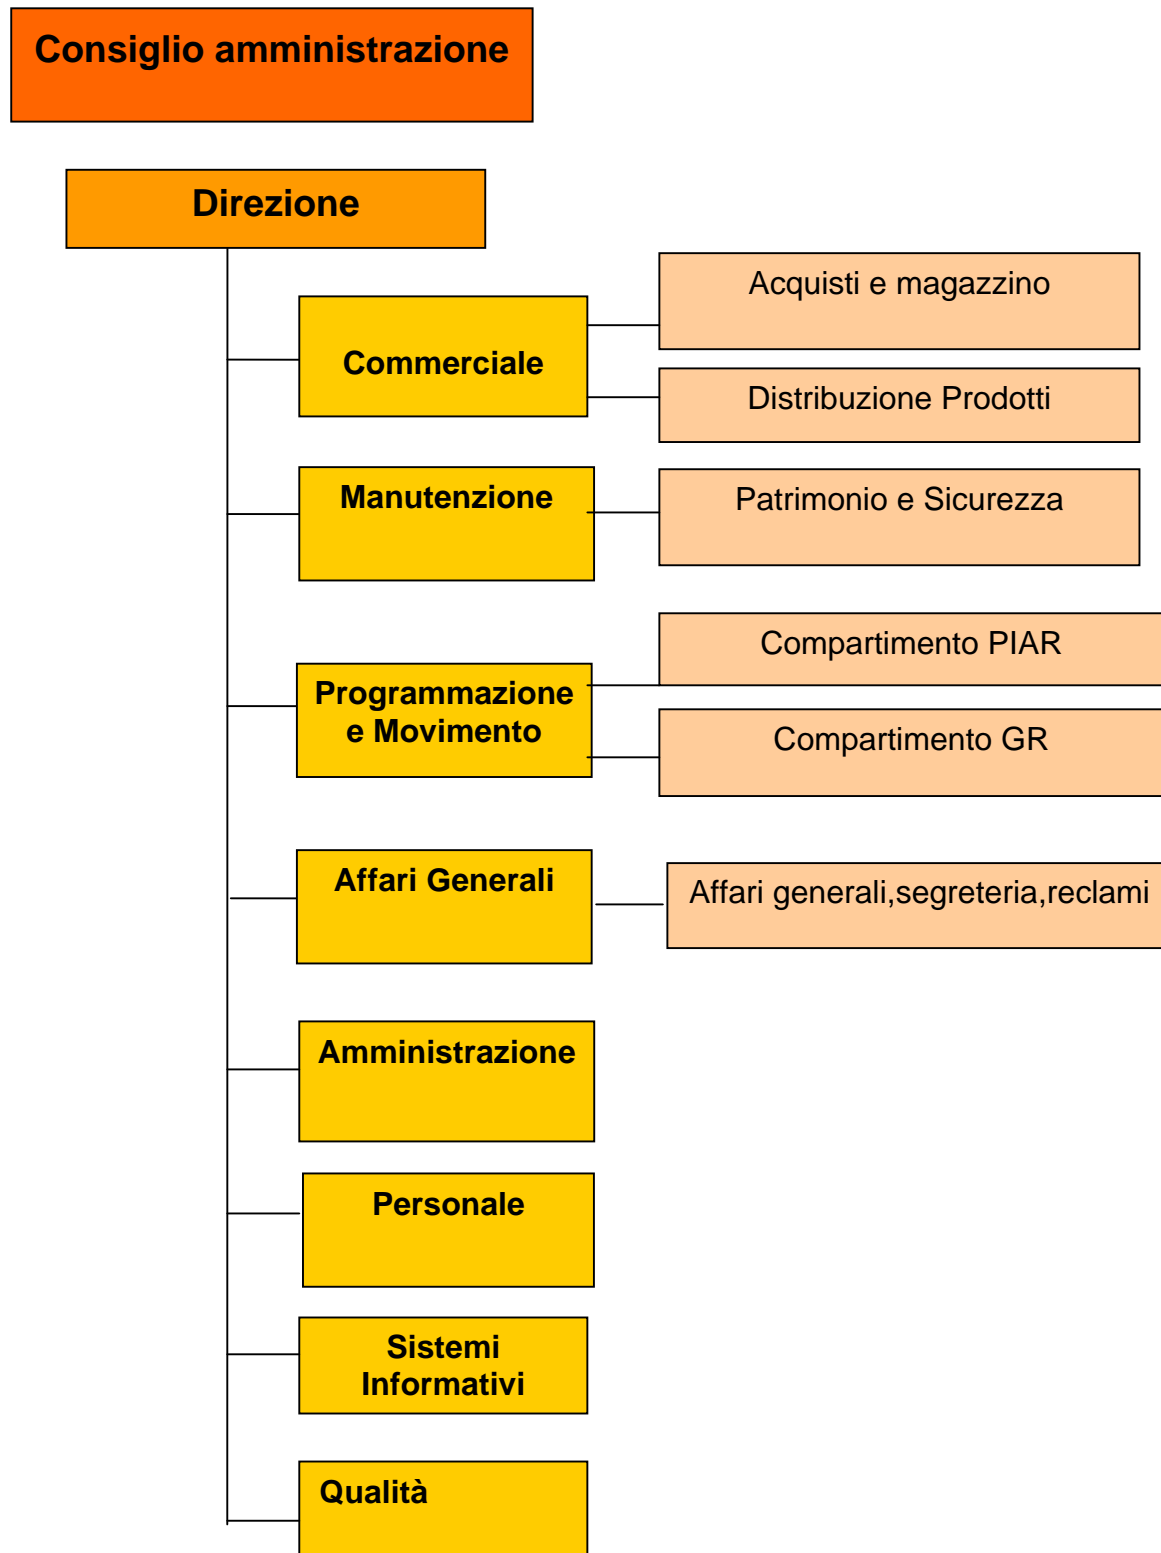 Consiglio amministrazione
Direzione
Commerciale
Acquisti e magazzino
Distribuzione Prodotti
Manutenzione
Patrimonio e Sicurezza
Programmazione
e Movimento
Compartimento PIAR
Compartimento GR
Affari Generali
Affari generali,segreteria,reclami
Amministrazione
Personale
Sistemi
Informativi
Qualità